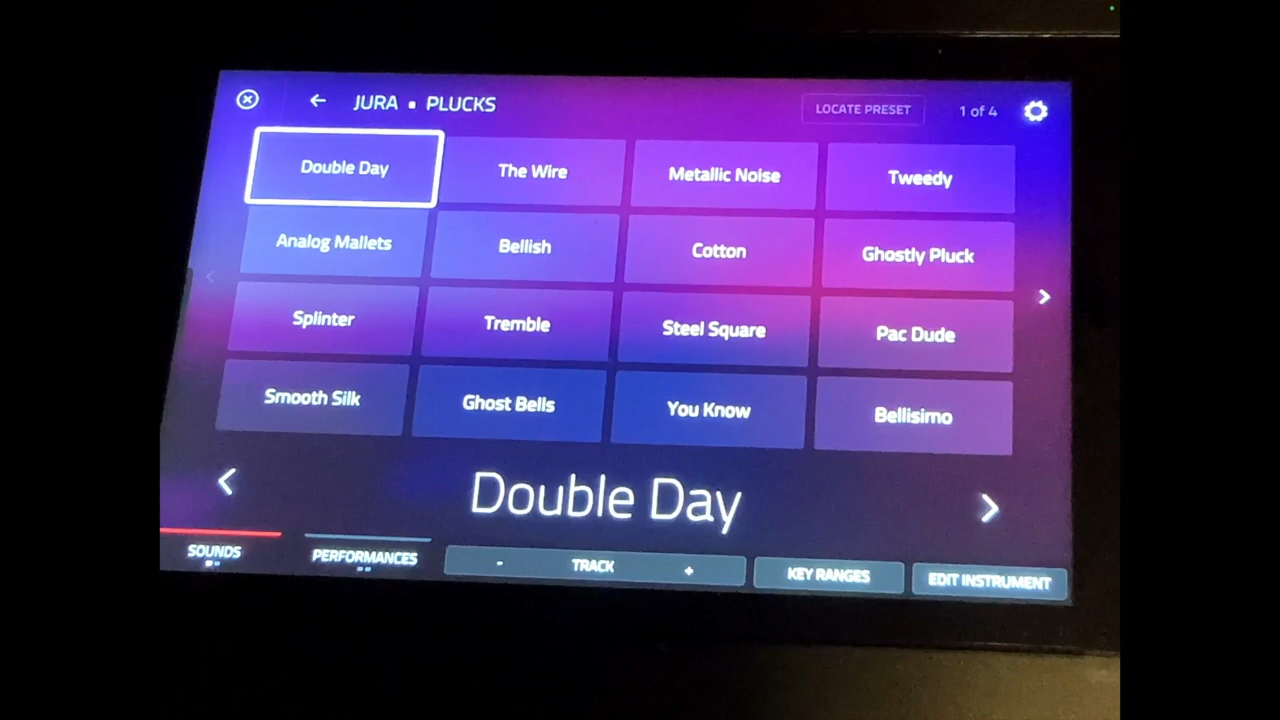 JURA ▪ PLUCKS LOCATE PRESET 1 of 4
Double Day The Wire Metallic Noise Tweedy
Analog Mallets Bellish Cotton Ghostly Pluck
Splinter Tremble Steel Square Pac Dude
Smooth Silk Ghost Bells You Know Bellisimo
Double Day
SOUNDS PERFORMANCES - TRACK + KEY RANGES EDIT INSTRUMENT